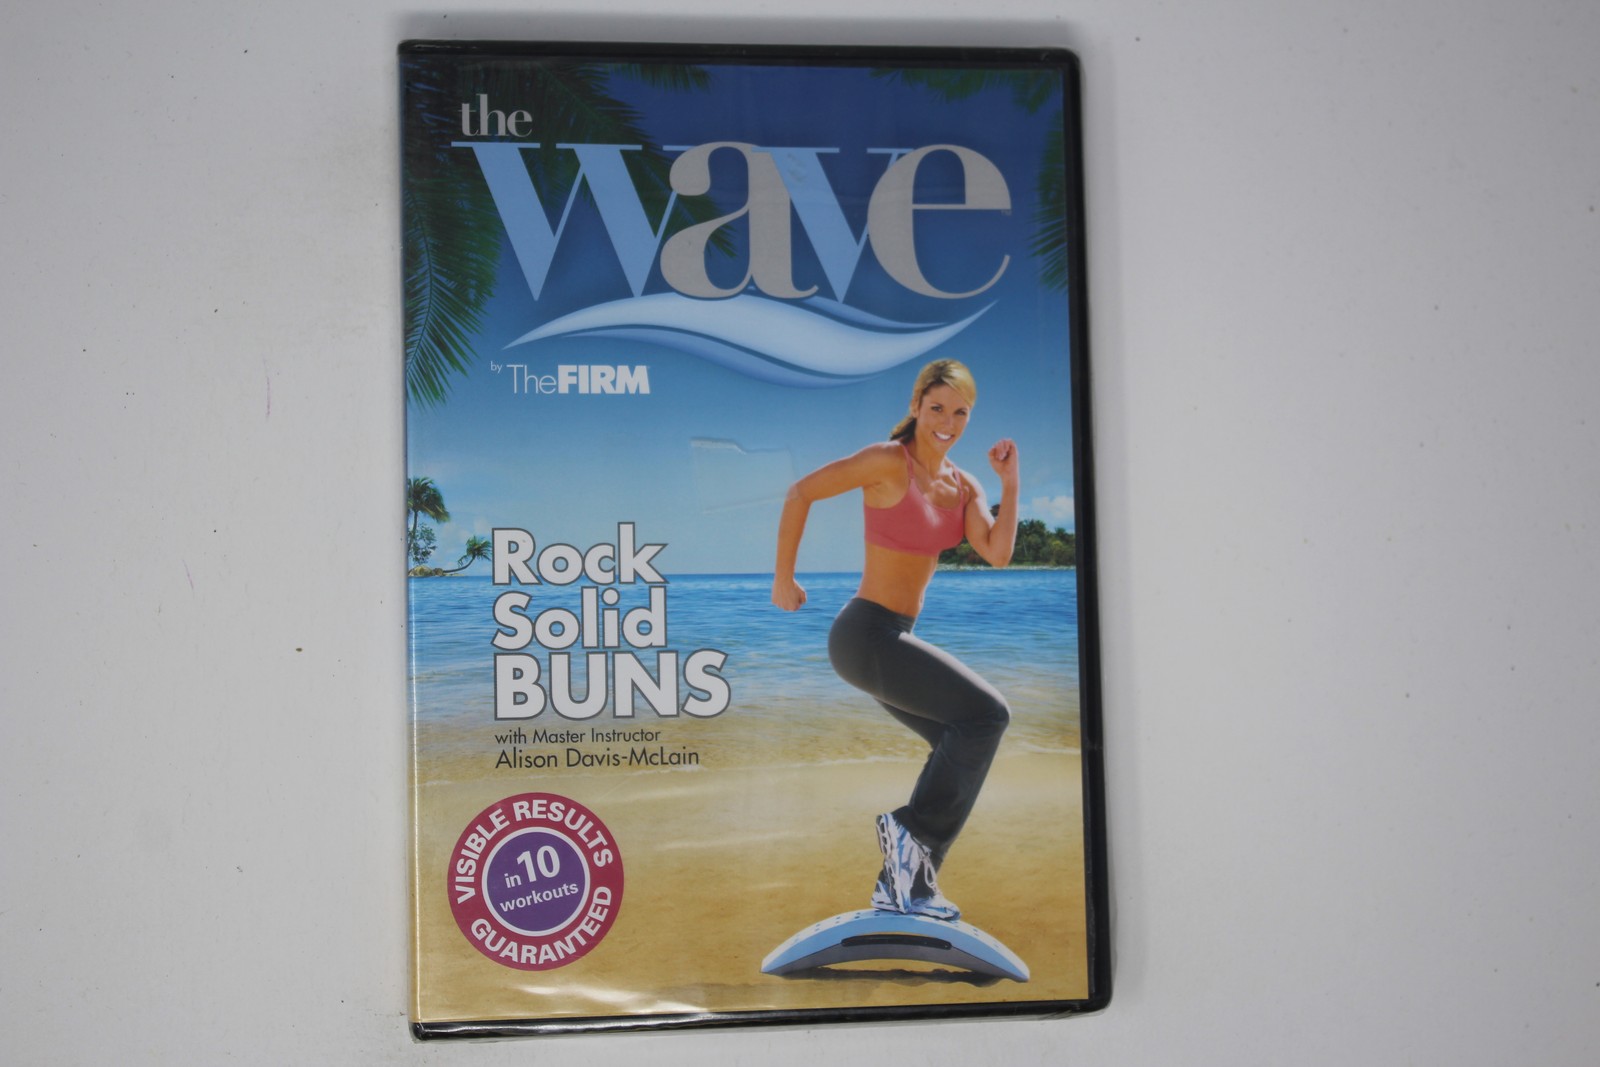 the
wave
by TheFIRM
Rock
Solid
BUNS
with Master Instructor
Alison Davis-McLain
VISIBLE RESULTS
in 10
workouts
GUARANTEED